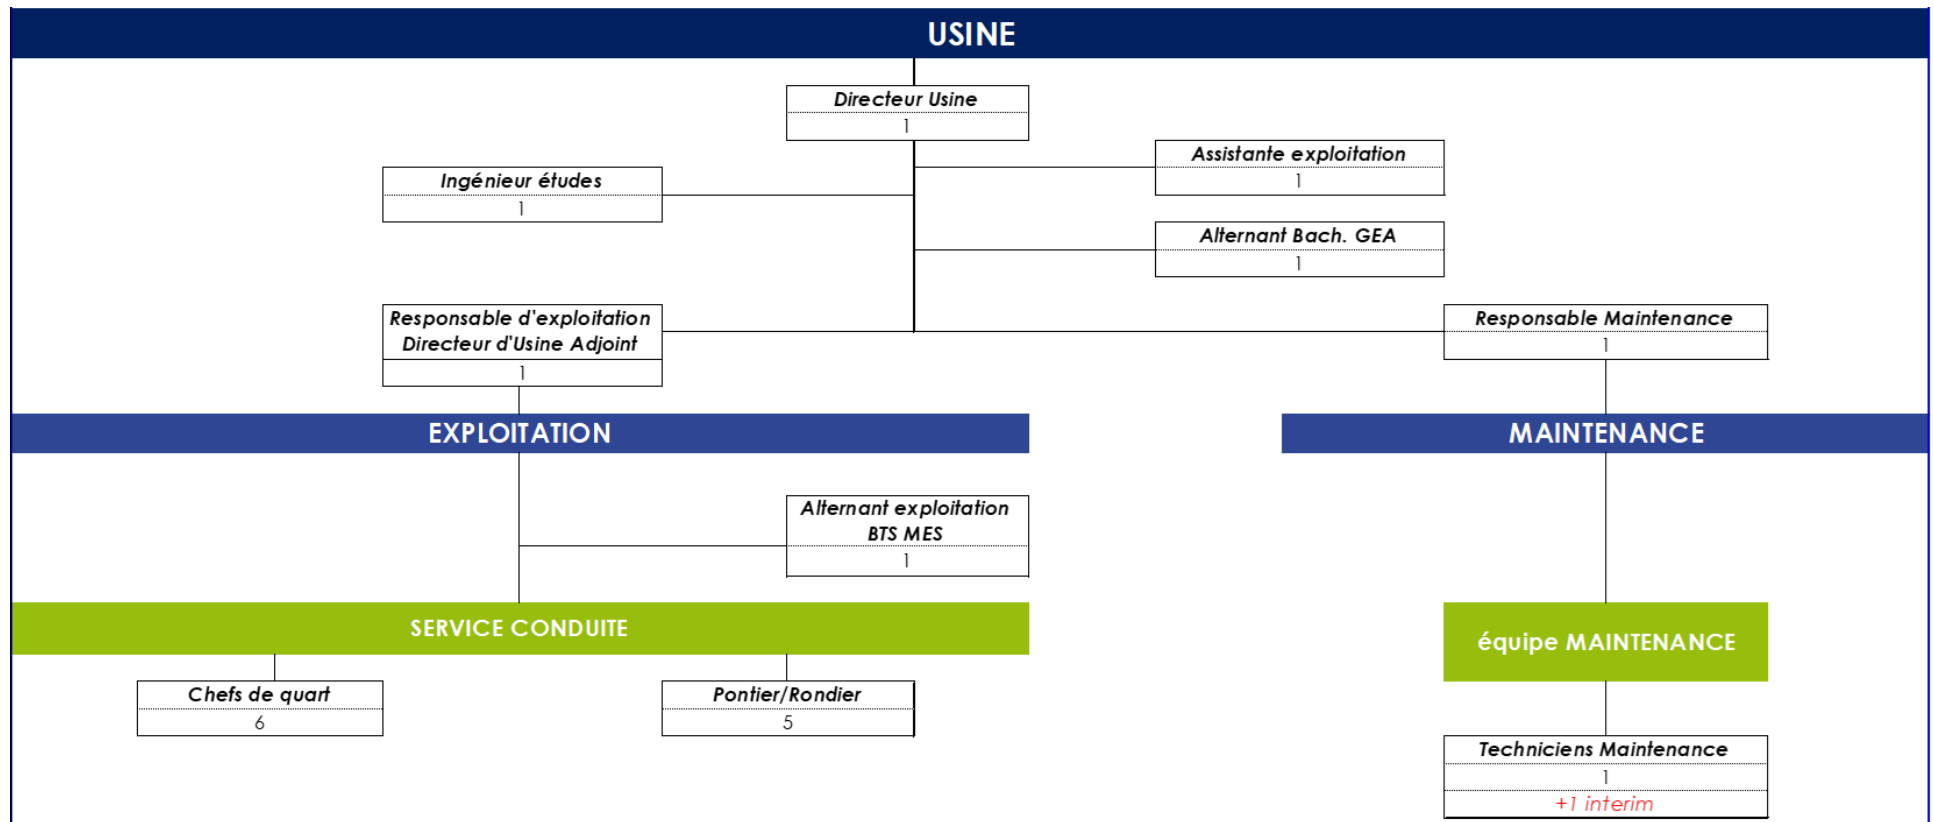 USINE
Directeur Usine
1
Assistante exploitation
1
Ingénieur études
1
Alternant Bach. GEA
1
Responsable d'exploitation
Directeur d'Usine Adjoint
1
Responsable Maintenance
1
EXPLOITATION
MAINTENANCE
Alternant exploitation
BTS MES
1
SERVICE CONDUITE
équipe MAINTENANCE
Chefs de quart
6
Pontier/Rondier
5
Techniciens Maintenance
1
+1 interim